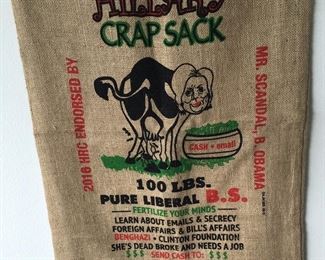 HILLARY
CRAP SACK
2016 HRC ENDORSED BY
MR. SCANDAL, B. OBAMA
CASH • email
100 LBS.
PURE LIBERAL B.S.
FERTILIZE YOUR MINDS
LEARN ABOUT EMAILS & SECRECY
FOREIGN AFFAIRS & BILL'S AFFAIRS
BENGHAZI • CLINTON FOUNDATION
SHE'S DEAD BROKE AND NEEDS A JOB
$$$ SEND CASH TO: $$$